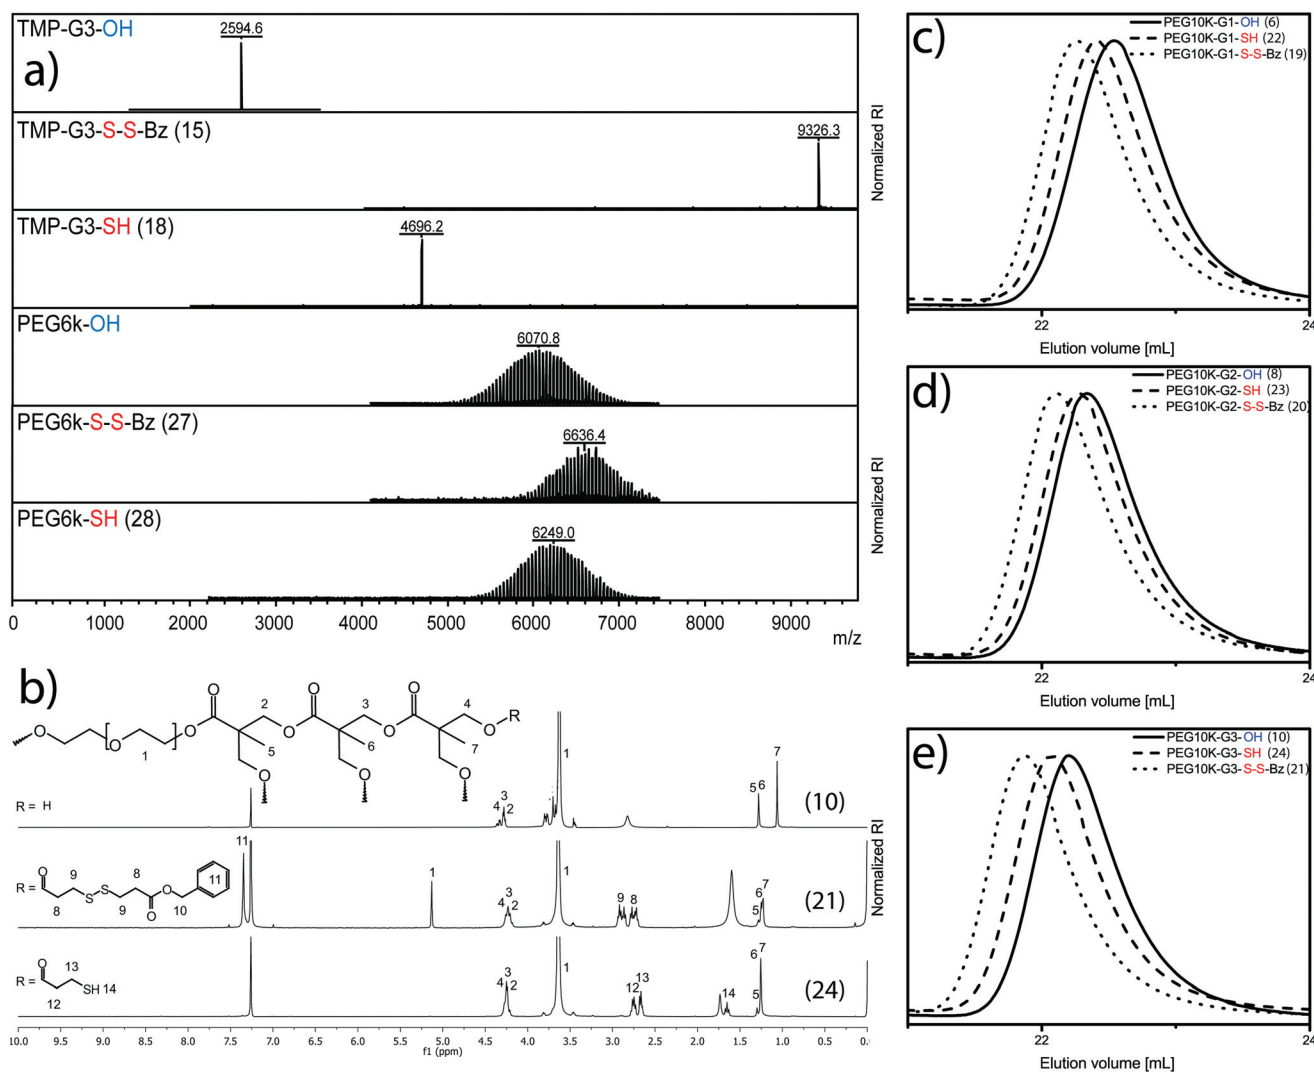 a)
TMP-G3-OH
2594.6
TMP-G3-S-S-Bz (15)
9326.3
TMP-G3-SH (18)
4696.2
PEG6k-OH
6070.8
PEG6k-S-S-Bz (27)
6636.4
PEG6k-SH (28)
6249.0
0 1000 2000 3000 4000 5000 6000 7000 8000 9000
m/z
b)
O O O
2 3 4
O O O O R
O O 1 5 6 7
O O O
R = H
(10)
4 3 2 1 5 6 7
R = O 9 8 O 11
S S O
8 9 O 10
(21)
11 1 4 3 2 1 9 8 5 6 7
R = O 13
SH 14
12
(24)
4 3 2 1 12 13 14 5 6 7
10.0 9.5 9.0 8.5 8.0 7.5 7.0 6.5 6.0 5.5 5.0 4.5 4.0 3.5 3.0 2.5 2.0 1.5 1.0 0.5 0.(
f1 (ppm)
c)
PEG10K-G1-OH (6)
PEG10K-G1-SH (22)
PEG10K-G1-S-S-Bz (19)
Normalized RI
22 24
Elution volume [mL]
d)
PEG10K-G2-OH (8)
PEG10K-G2-SH (23)
PEG10K-G2-S-S-Bz (20)
Normalized RI
22 24
Elution volume [mL]
e)
PEG10K-G3-OH (10)
PEG10K-G3-SH (24)
PEG10K-G3-S-S-Bz (21)
Normalized RI
22 24
Elution volume [mL]